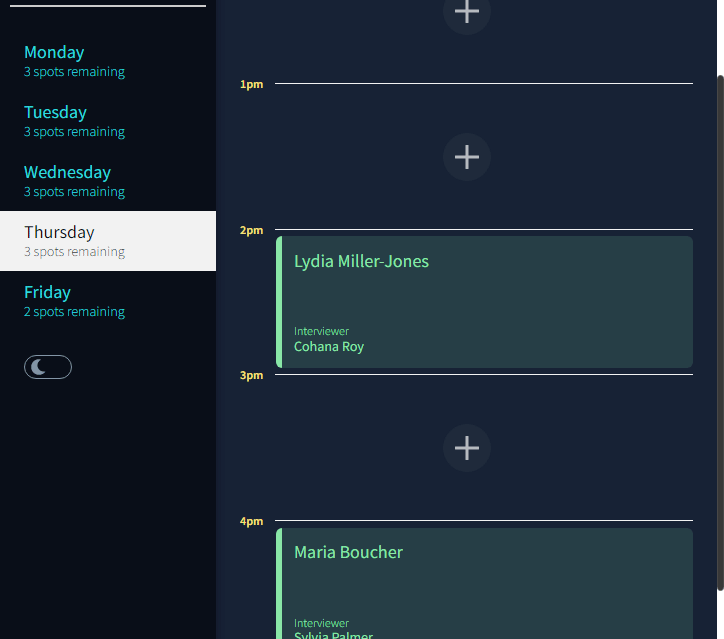 Monday
3 spots remaining
Tuesday
3 spots remaining
Wednesday
3 spots remaining
Thursday
3 spots remaining
Friday
2 spots remaining
1pm
2pm
Lydia Miller-Jones
Interviewer
Cohana Roy
3pm
4pm
Maria Boucher
Interviewer
Sylvia Palmer